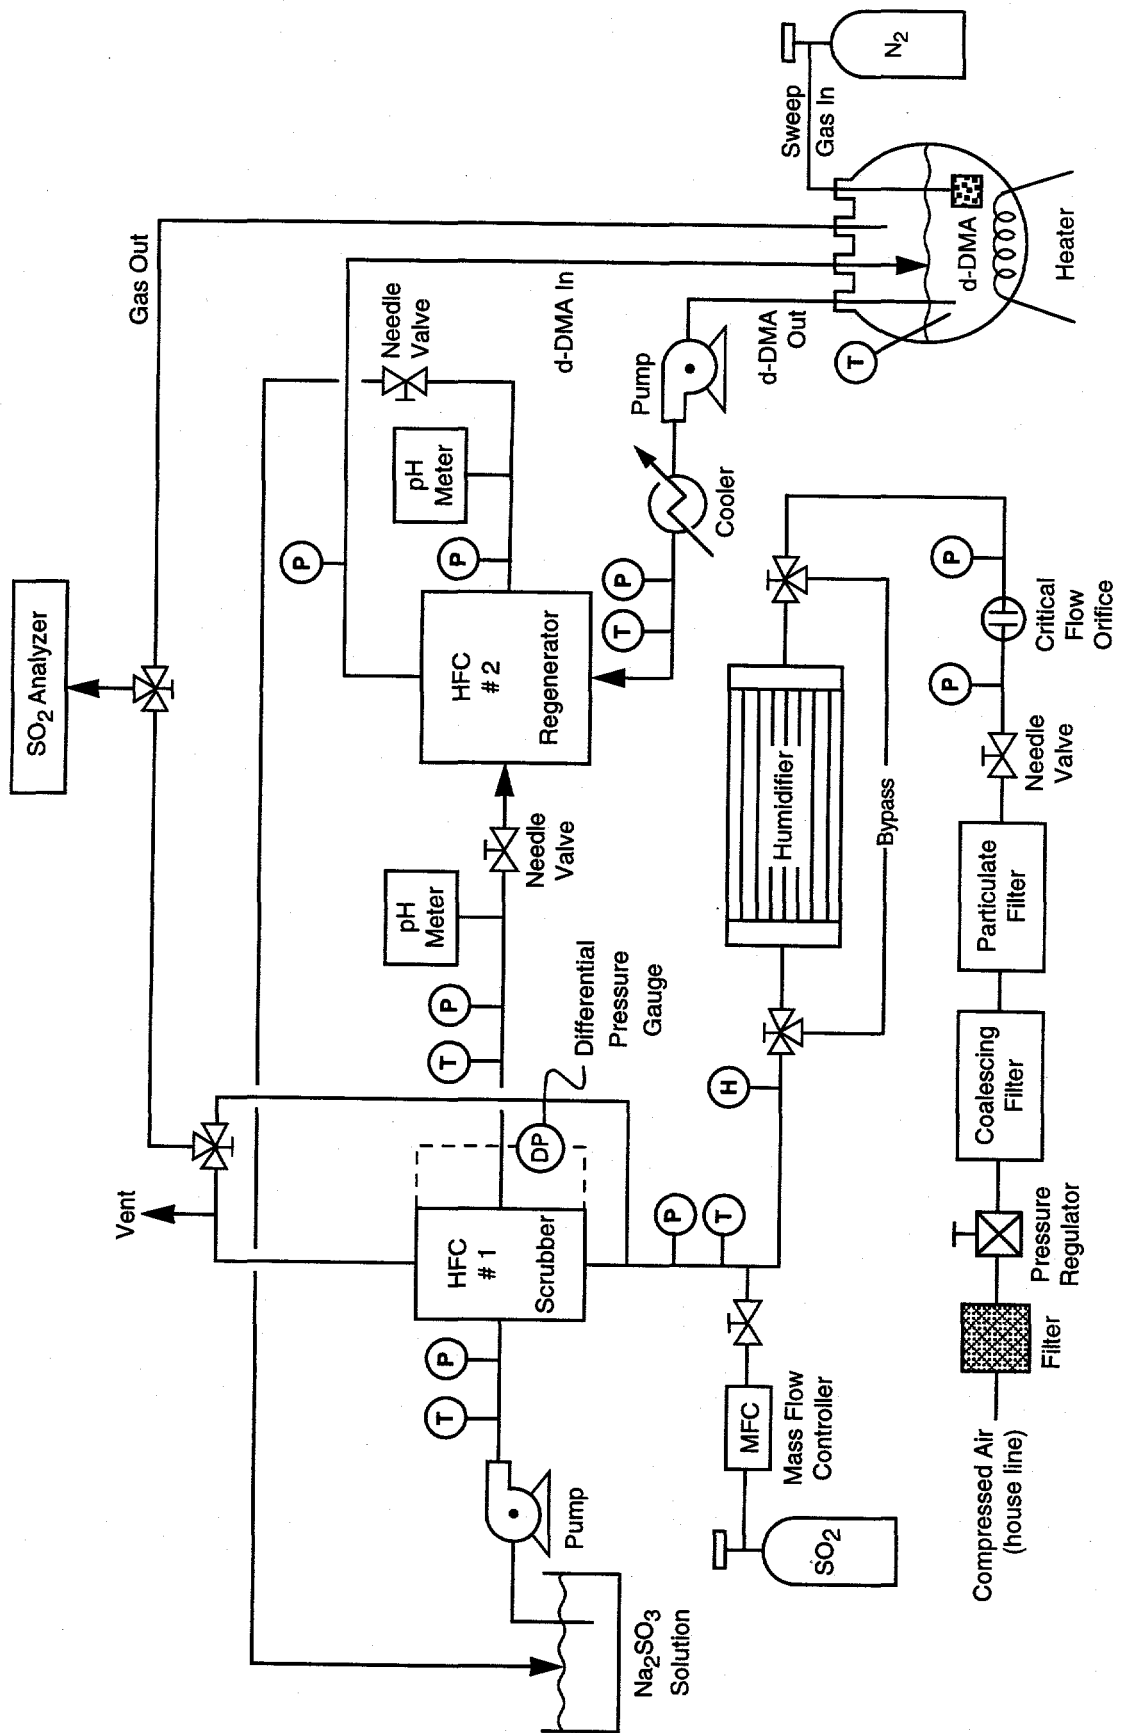 SO2 Analyzer
Vent
Gas Out
P
Needle
Valve
d-DMA In
pH
Meter
P
HFC
# 2
Regenerator
pH
Meter
Needle
Valve
P
T
HFC
# 1
Scrubber
DP
Differential
Pressure
Gauge
P
T
Pump
Na2SO3
Solution
Pump
Cooler
P
T
d-DMA
Out
T
d-DMA
Heater
Sweep
Gas In
N2
P
T
H
Humidifier
Bypass
MFC
Mass Flow
Controller
SO2
Compressed Air
(house line)
Filter
Pressure
Regulator
Coalescing
Filter
Particulate
Filter
Needle
Valve
P
Critical
Flow
Orifice
P